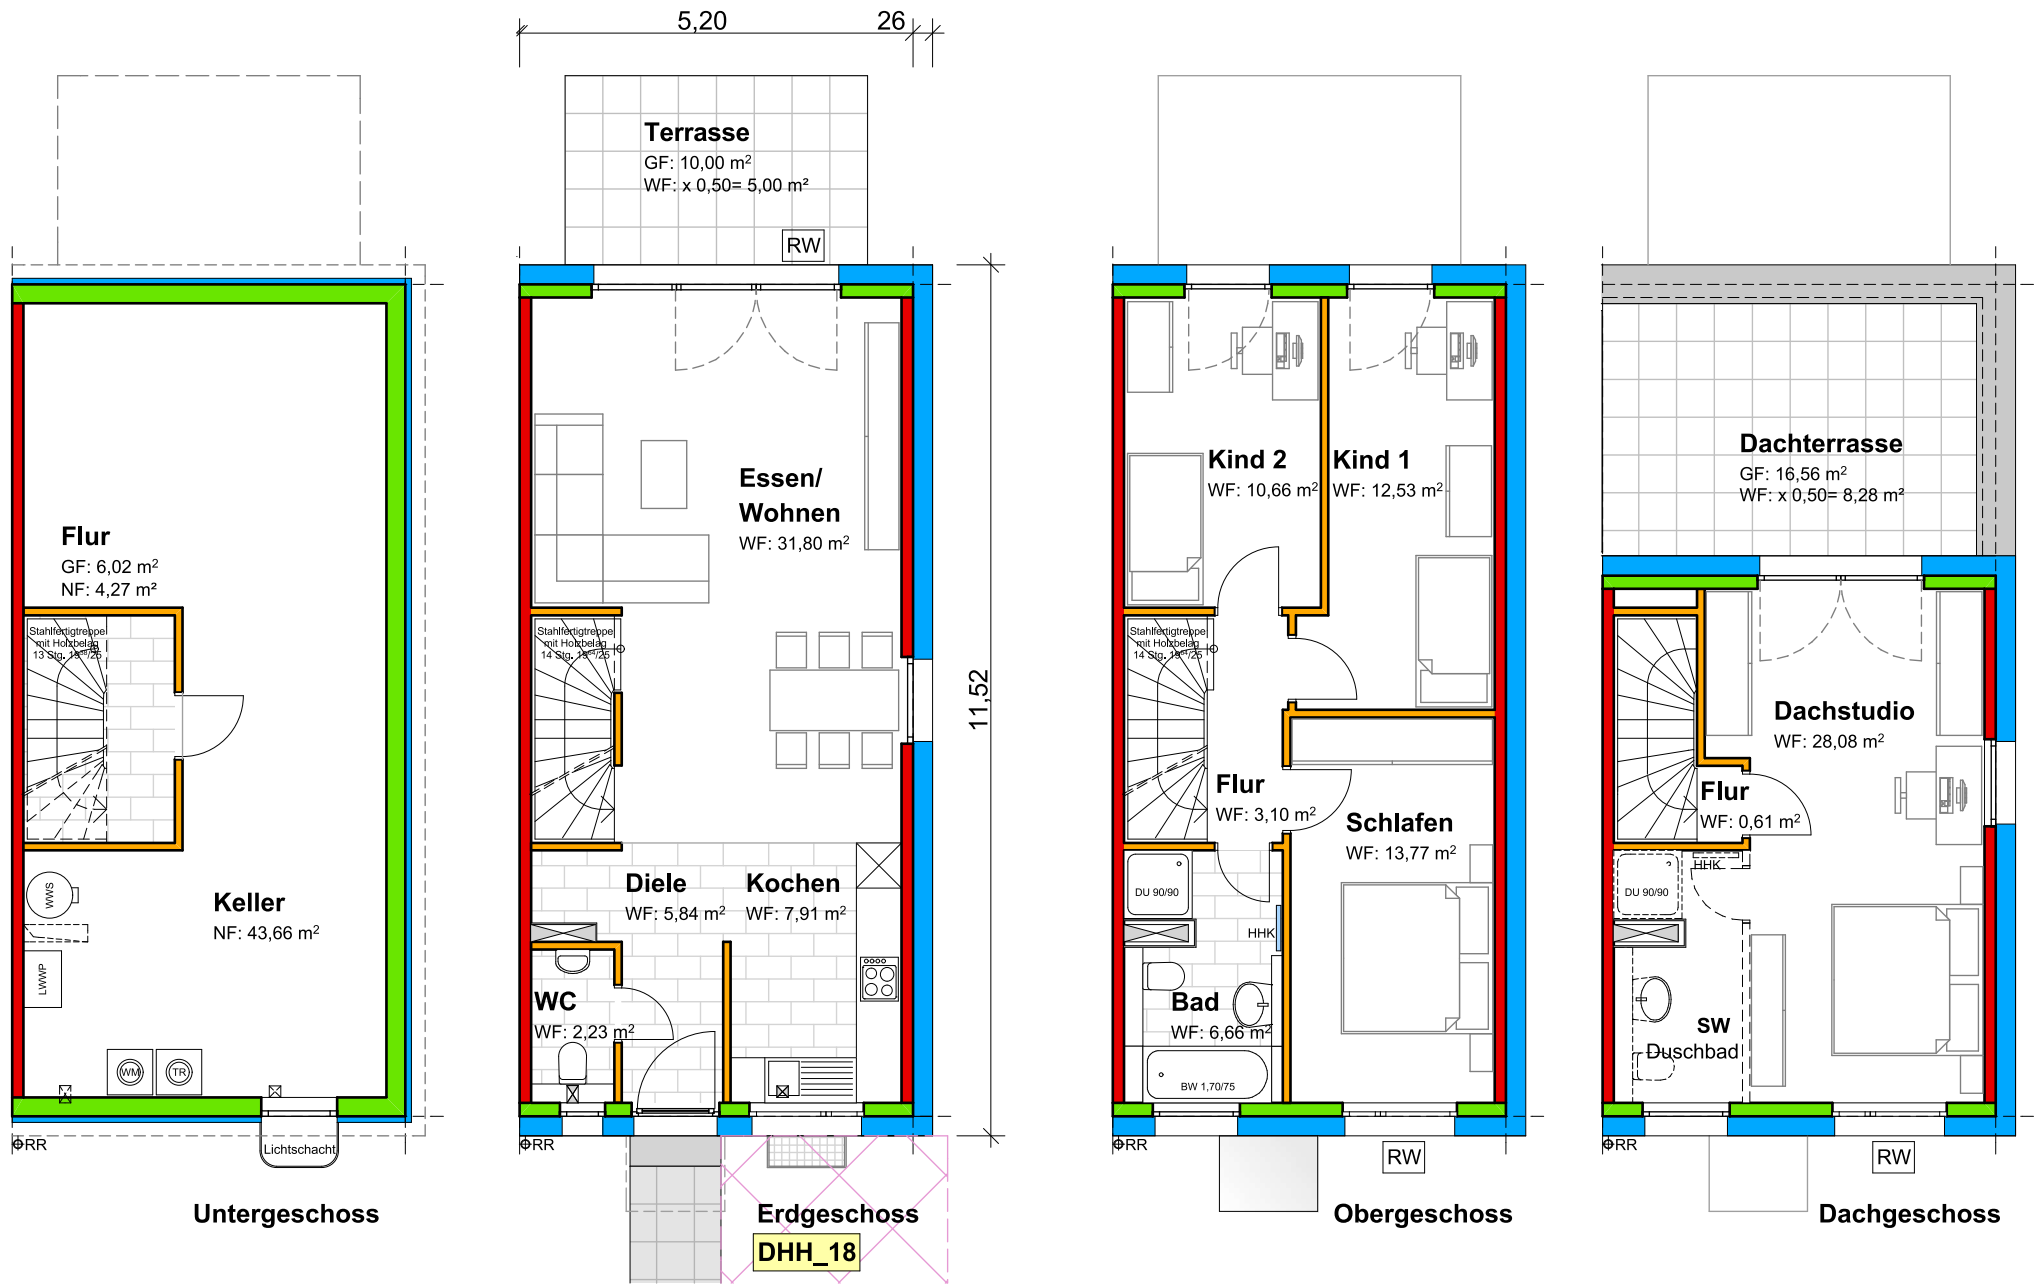 5,20
26
Terrasse
GF: 10,00 m²
WF: x 0,50= 5,00 m²
RW
11,52
Flur
GF: 6,02 m²
NF: 4,27 m²
Stahlfertigtreppe
mit Holzbelag
Keller
NF: 43,66 m²
WWS
LWWP
WM
TR
RR
Lichtschacht
Untergeschoss
Essen/
Wohnen
WF: 31,80 m²
Stahlfertigtreppe
mit Holzbelag
Diele
WF: 5,84 m²
Kochen
WF: 7,91 m²
WC
WF: 2,23 m²
RR
Erdgeschoss
DHH_18
Kind 2
WF: 10,66 m²
Kind 1
WF: 12,53 m²
Stahlfertigtreppe
mit Holzbelag
Flur
WF: 3,10 m²
Schlafen
WF: 13,77 m²
DU 90/90
HHK
Bad
WF: 6,66 m²
BW 1,70/75
RR
RW
Obergeschoss
Dachterrasse
GF: 16,56 m²
WF: x 0,50= 8,28 m²
Dachstudio
WF: 28,08 m²
Flur
WF: 0,61 m²
HHK
DU 90/90
SW
Duschbad
RR
RW
Dachgeschoss